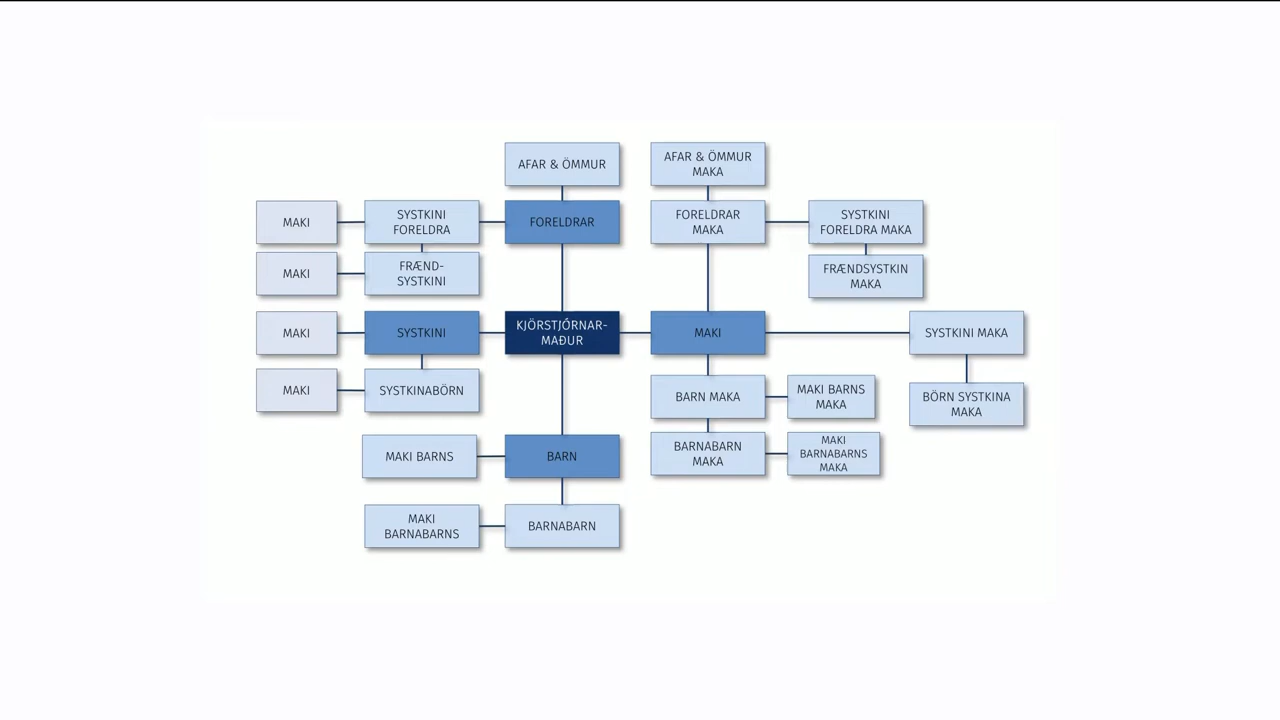 AFAR & ÖMMUR
AFAR & ÖMMUR
MAKA
MAKI
SYSTKINI
FORELDRA
FORELDRAR
FORELDRAR
MAKA
SYSTKINI
FORELDRA MAKA
MAKI
FRÆND-
SYSTKINI
FRÆNDSYSTKIN
MAKA
MAKI
SYSTKINI
KJÖRSTJÓRNAR-
MAÐUR
MAKI
SYSTKINI MAKA
MAKI
SYSTKINABÖRN
BARN MAKA
MAKI BARNS
MAKA
BÖRN SYSTKINA
MAKA
MAKI BARNS
BARN
BARNABARN
MAKA
MAKI
BARNABARNS
MAKA
MAKI
BARNABARNS
BARNABARN